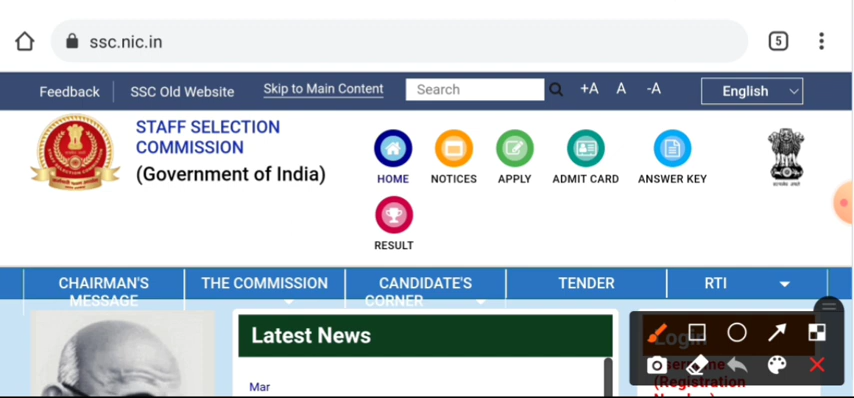 ssc.nic.in
5
Feedback
SSC Old Website
Skip to Main Content
Search
+A A -A
English
STAFF SELECTION
COMMISSION
(Government of India)
HOME
NOTICES
APPLY
ADMIT CARD
ANSWER KEY
RESULT
CHAIRMAN'S
MESSAGE
THE COMMISSION
CANDIDATE'S
CORNER
TENDER
RTI
Latest News
Login
Mar
(Registration